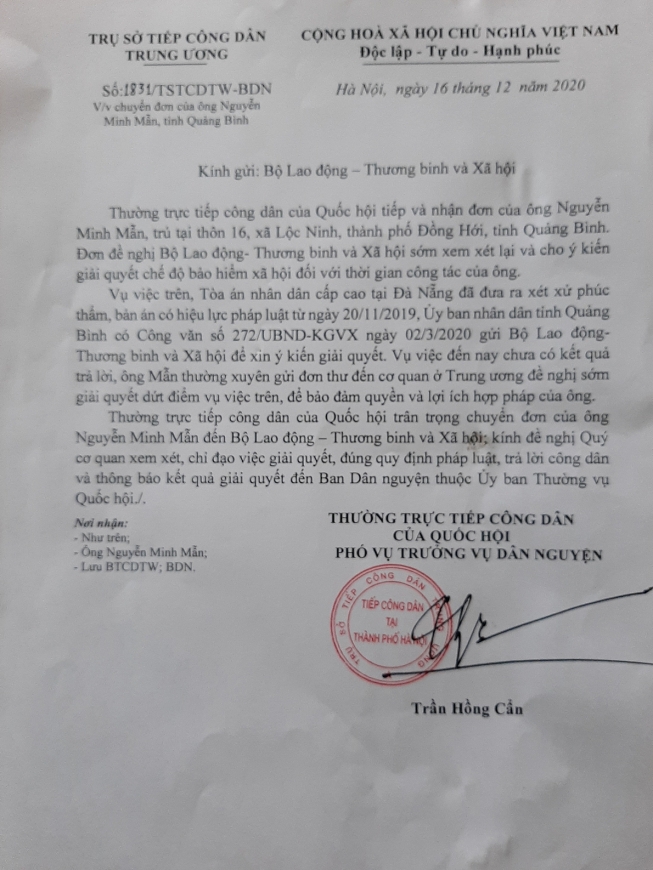 TRỤ SỞ TIẾP CÔNG DÂN
TRUNG ƯƠNG
CỘNG HOÀ XÃ HỘI CHỦ NGHĨA VIỆT NAM
Độc lập - Tự do - Hạnh phúc
Số:1831/TSTCDTW-BDN
V/v chuyển đơn của ông Nguyễn
Minh Mẫn, tỉnh Quảng Bình
Hà Nội, ngày 16 tháng 12 năm 2020
Kính gửi: Bộ Lao động – Thương binh và Xã hội
Thường trực tiếp công dân của Quốc hội tiếp và nhận đơn của ông Nguyễn
Minh Mẫn, trú tại thôn 16, xã Lộc Ninh, thành phố Đồng Hới, tỉnh Quảng Bình.
Đơn đề nghị Bộ Lao động- Thương binh và Xã hội sớm xem xét lại và cho ý kiến
giải quyết chế độ bảo hiểm xã hội đối với thời gian công tác của ông.
Vụ việc trên, Tòa án nhân dân cấp cao tại Đà Nẵng đã đưa ra xét xử phúc
thẩm, bản án có hiệu lực pháp luật từ ngày 20/11/2019, Ủy ban nhân dân tỉnh Quảng
Bình có Công văn số 272/UBND-KGVX ngày 02/3/2020 gửi Bộ Lao động-
Thương binh và Xã hội để xin ý kiến giải quyết. Vụ việc đến nay chưa có kết quả
trả lời, ông Mẫn thường xuyên gửi đơn thư đến cơ quan ở Trung ương đề nghị sớm
giải quyết dứt điểm vụ việc trên, để bảo đảm quyền và lợi ích hợp pháp của ông.
Thường trực tiếp công dân của Quốc hội trân trọng chuyển đơn của ông
Nguyễn Minh Mẫn đến Bộ Lao động – Thương binh và Xã hội; kính đề nghị Quý
cơ quan xem xét, chỉ đạo việc giải quyết, đúng quy định pháp luật, trả lời công dân
và thông báo kết quả giải quyết đến Ban Dân nguyện thuộc Ủy ban Thường vụ
Quốc hội./.
Nơi nhận:
- Như trên;
- Ông Nguyễn Minh Mẫn;
- Lưu BTCDTW; BDN.
THƯỜNG TRỰC TIẾP CÔNG DÂN
CỦA QUỐC HỘI
PHÓ VỤ TRƯỞNG VỤ DÂN NGUYỆN
TRỤ SỞ TIẾP CÔNG DÂN TRUNG ƯƠNG
TIẾP CÔNG DÂN
TẠI
THÀNH PHỐ HÀ NỘI
Trần Hồng Cẩn